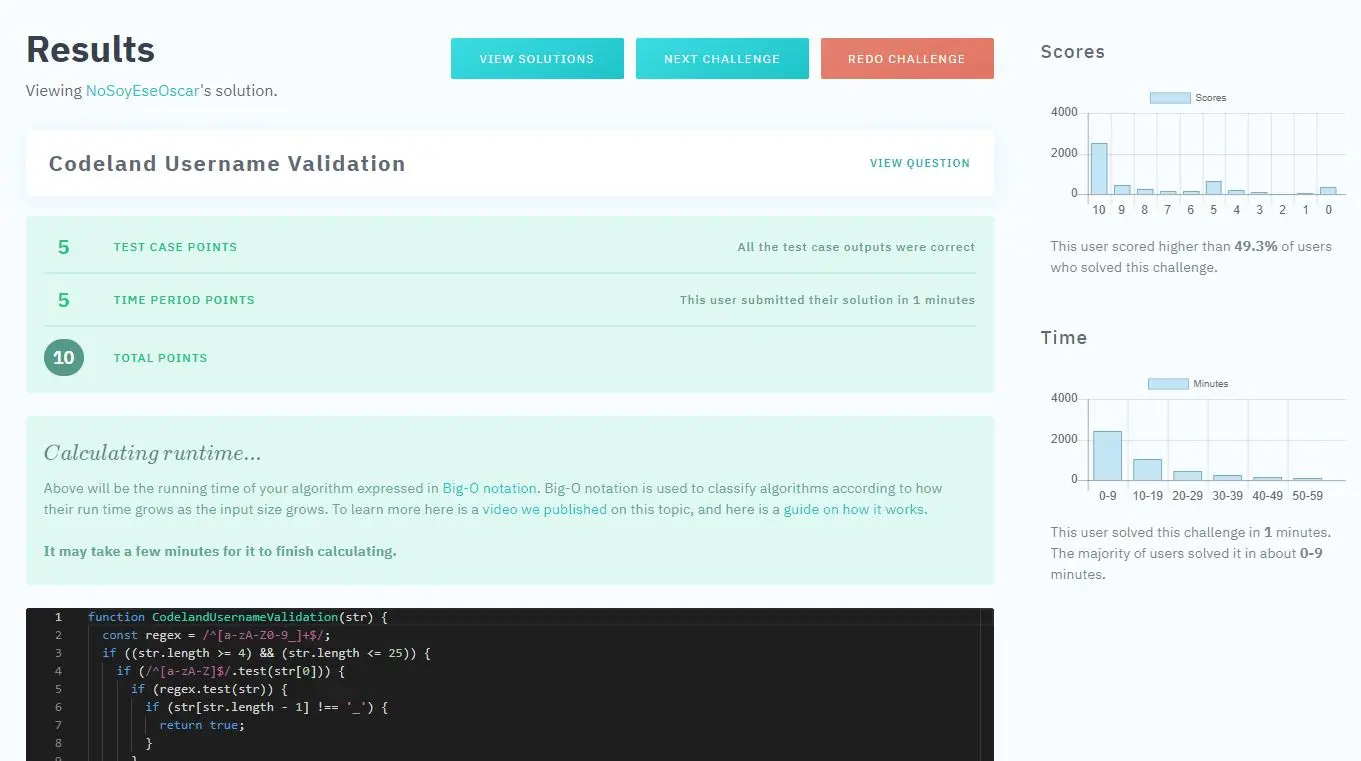 Results
VIEW SOLUTIONS
NEXT CHALLENGE
REDO CHALLENGE
Viewing NoSoyEseOscar's solution.
Codeland Username Validation
VIEW QUESTION
5 TEST CASE POINTS All the test case outputs were correct
5 TIME PERIOD POINTS This user submitted their solution in 1 minutes
10 TOTAL POINTS
Calculating runtime...
Above will be the running time of your algorithm expressed in Big-O notation. Big-O notation is used to classify algorithms according to how
their run time grows as the input size grows. To learn more here is a video we published on this topic, and here is a guide on how it works.
It may take a few minutes for it to finish calculating.
1 function CodelandUsernameValidation(str) {
2 const regex = /^[a-zA-Z0-9_]+$/;
3 if ((str.length >= 4) && (str.length <= 25)) {
4 if (/^[a-zA-Z]$/.test(str[0])) {
5 if (regex.test(str)) {
6 if (str[str.length - 1] !== '_') {
7 return true;
8 }
9 }
Scores
Scores
4000
2000
0
10 9 8 7 6 5 4 3 2 1 0
This user scored higher than 49.3% of users
who solved this challenge.
Time
Minutes
4000
2000
0
0-9 10-19 20-29 30-39 40-49 50-59
This user solved this challenge in 1 minutes.
The majority of users solved it in about 0-9
minutes.